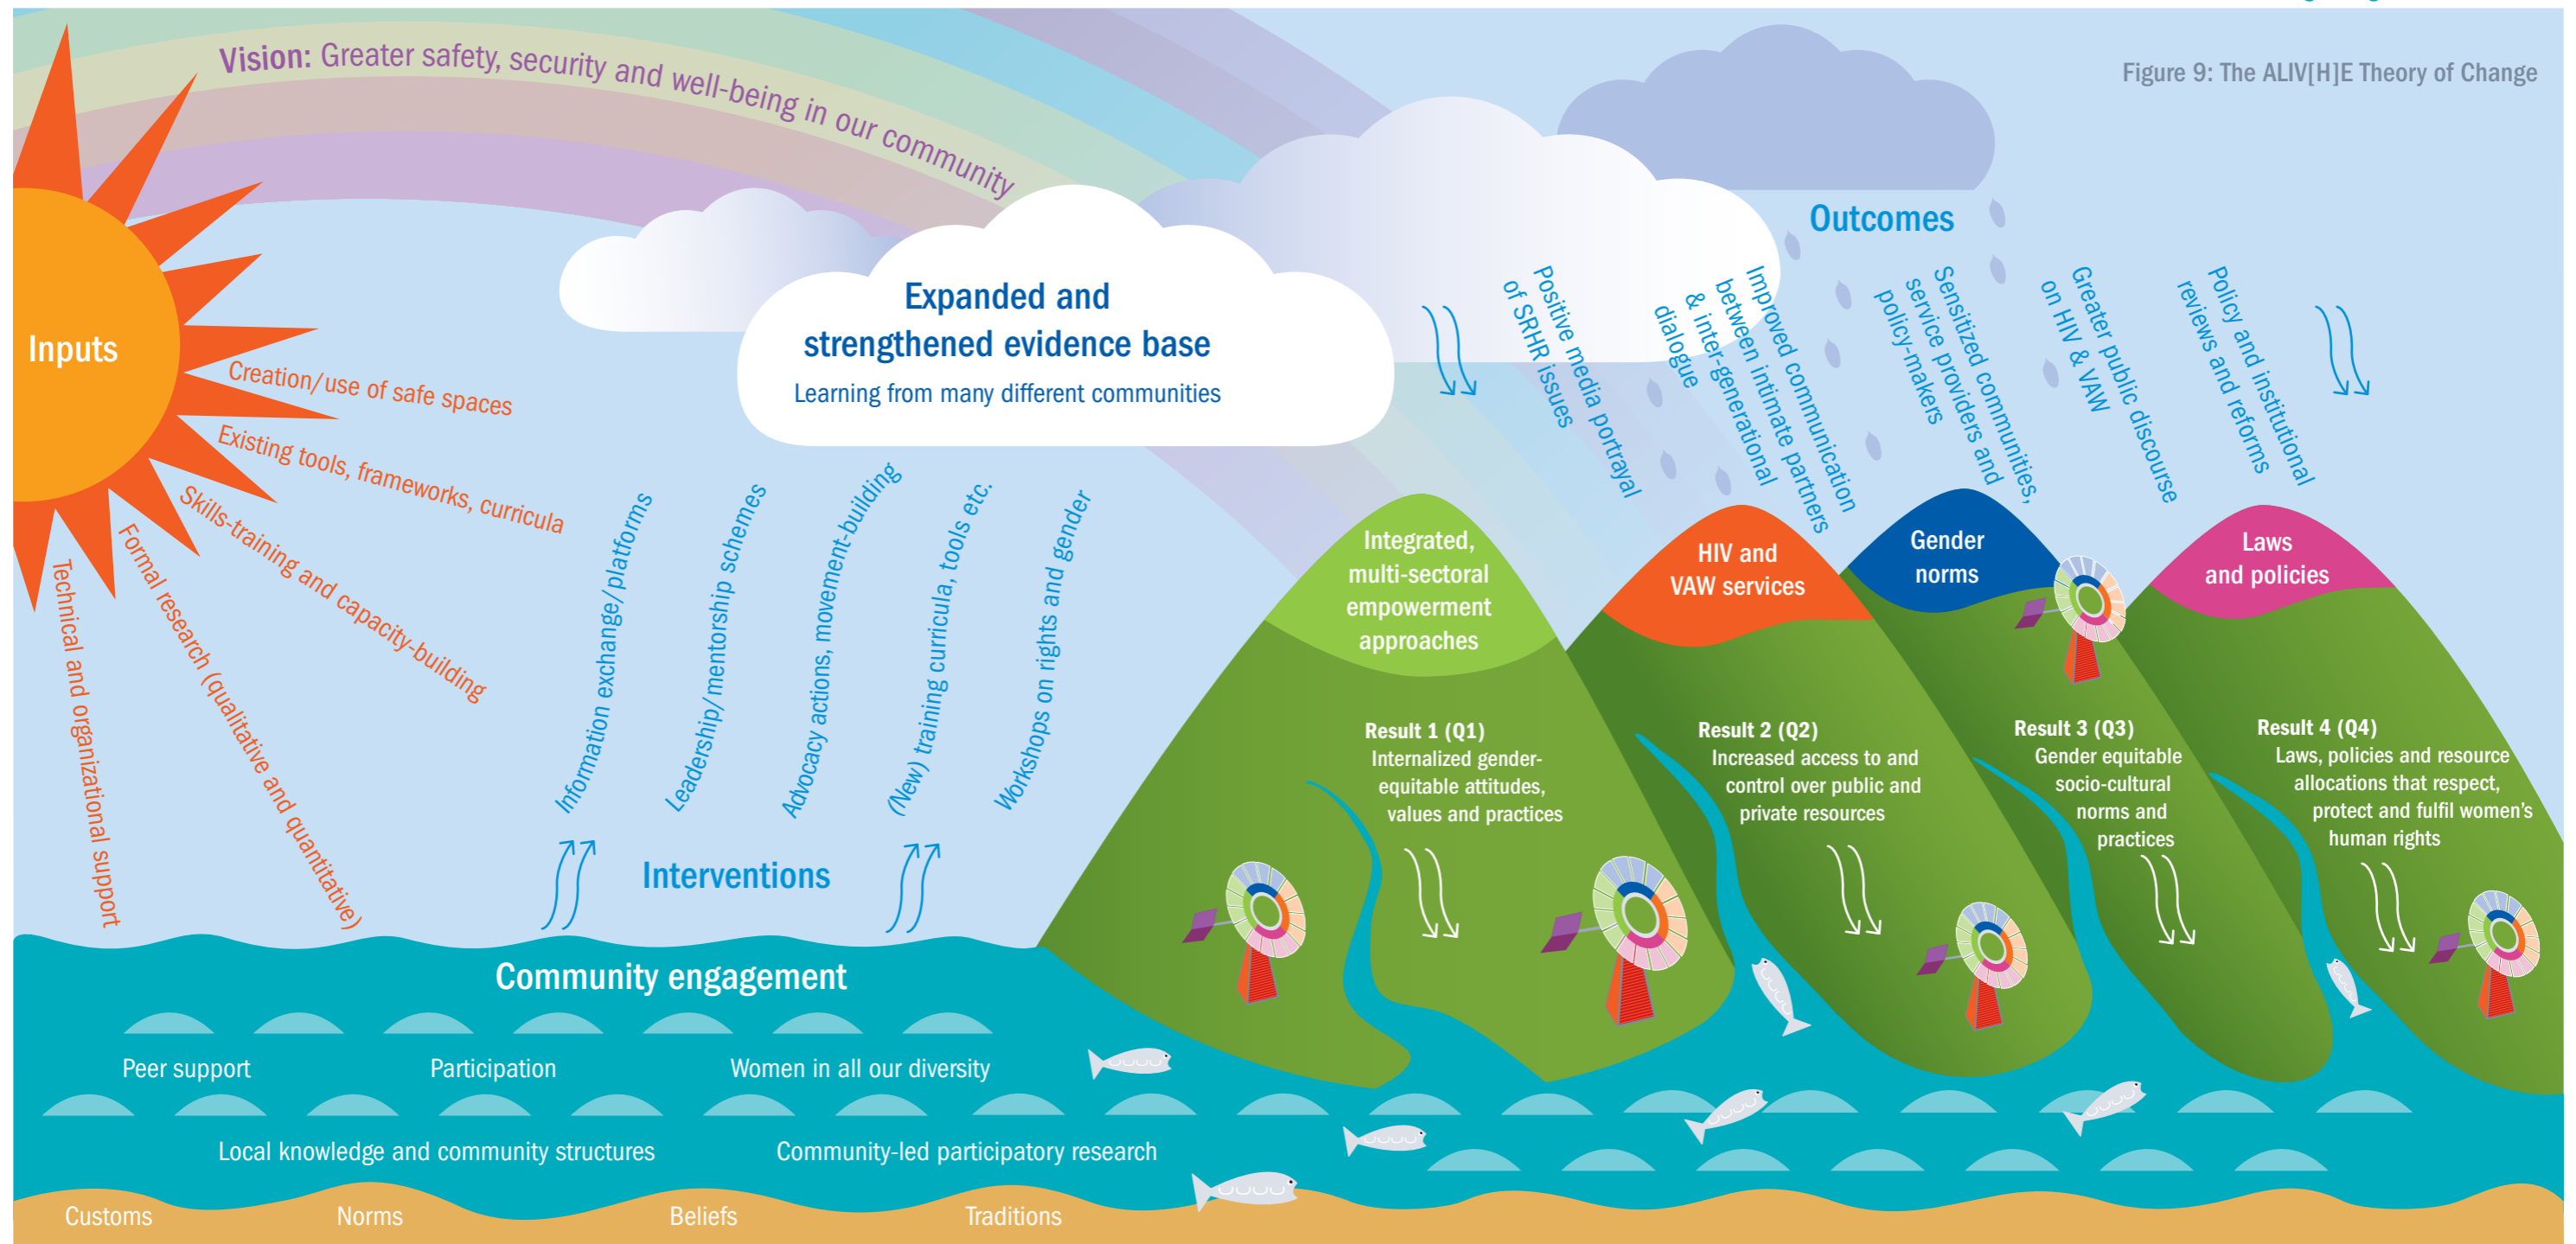 Figure 9: The ALIV[H]E Theory of Change
Vision: Greater safety, security and well-being in our community
Inputs
Creation/use of safe spaces
Existing tools, frameworks, curricula
Skills-training and capacity-building
Formal research (qualitative and quantitative)
Technical and organizational support
Expanded and
strengthened evidence base
Learning from many different communities
Information exchange/platforms
Leadership/mentorship schemes
Advocacy actions, movement-building
(New) training curricula, tools etc.
Workshops on rights and gender
Interventions
Outcomes
Positive media portrayal
of SRHR issues
Improved communication
between intimate partners
& inter-generational
dialogue
Sensitized communities,
service providers and
policy-makers
Greater public discourse
on HIV & VAW
Policy and institutional
reviews and reforms
Integrated,
multi-sectoral
empowerment
approaches
HIV and
VAW services
Gender
norms
Laws
and policies
Result 1 (Q1)
Internalized gender-
equitable attitudes,
values and practices
Result 2 (Q2)
Increased access to and
control over public and
private resources
Result 3 (Q3)
Gender equitable
socio-cultural
norms and
practices
Result 4 (Q4)
Laws, policies and resource
allocations that respect,
protect and fulfil women's
human rights
Community engagement
Peer support
Participation
Women in all our diversity
Local knowledge and community structures
Community-led participatory research
Customs
Norms
Beliefs
Traditions